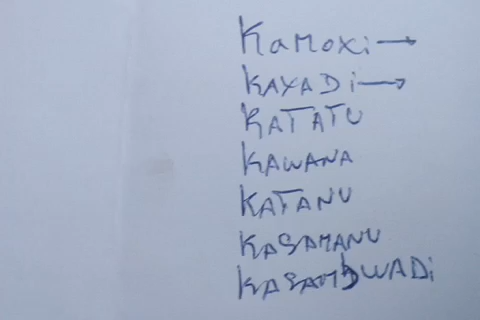 KAMOXI →
KAYADI →
KATATU
KAWANA
KATANU
KASAMANU
KASAMBWADI